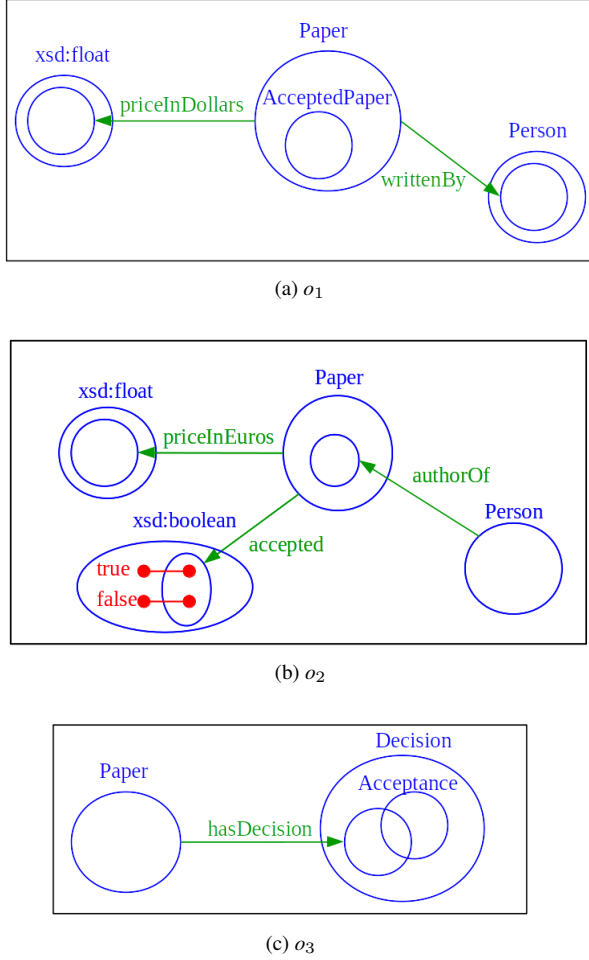 Paper
xsd:float
AcceptedPaper
priceInDollars
Person
writtenBy
(a) o1
Paper
xsd:float
priceInEuros
authorOf
Person
xsd:boolean
accepted
true
false
(b) o2
Decision
Paper
Acceptance
hasDecision
(c) o3